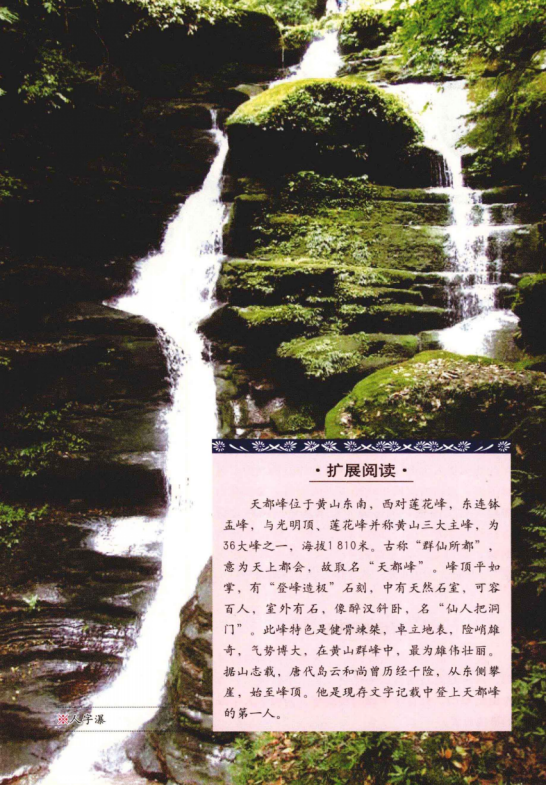 ·扩展阅读·
天都峰位于黄山东南，西对莲花峰，东连钵
盂峰，与光明顶、莲花峰并称黄山三大主峰，为
36大峰之一，海拔1810米。古称“群仙所都”，
意为天上都会，故取名“天都峰”。峰顶平如
掌，有“登峰造极”石刻，中有天然石室，可容
百人，室外有石，像醉汉斜卧，名“仙人把洞
门”。此峰特色是健骨竦桀，卓立地表，险峭雄
奇，气势博大，在黄山群峰中，最为雄伟壮丽。
据山志载，唐代岛云和尚曾历经千险，从东侧攀
崖，始至峰顶。他是现存文字记载中登上天都峰
的第一人。
※人字瀑